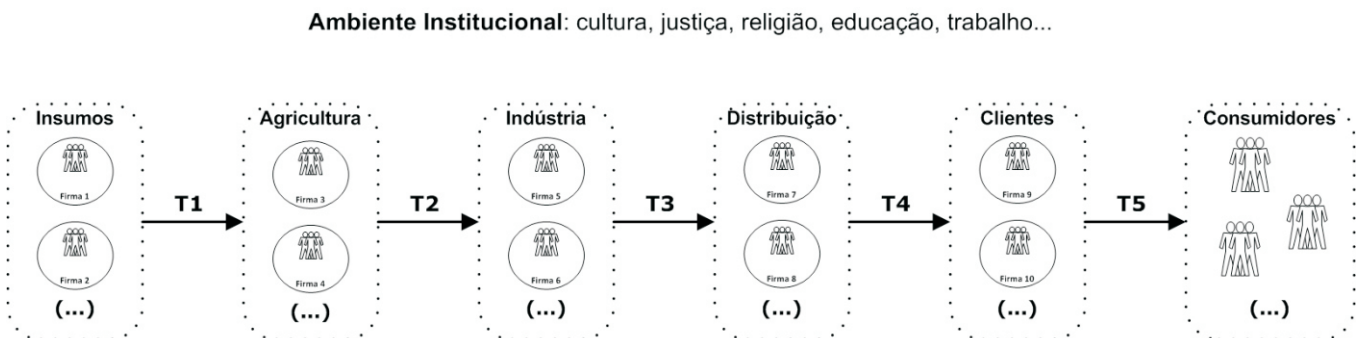 Ambiente Institucional: cultura, justiça, religião, educação, trabalho...
Insumos
Firma 1
Firma 2
(...)
T1
Agricultura
Firma 3
Firma 4
(...)
T2
Indústria
Firma 5
Firma 6
(...)
T3
Distribuição
Firma 7
Firma 8
(...)
T4
Clientes
Firma 9
Firma 10
(...)
T5
Consumidores
(...)